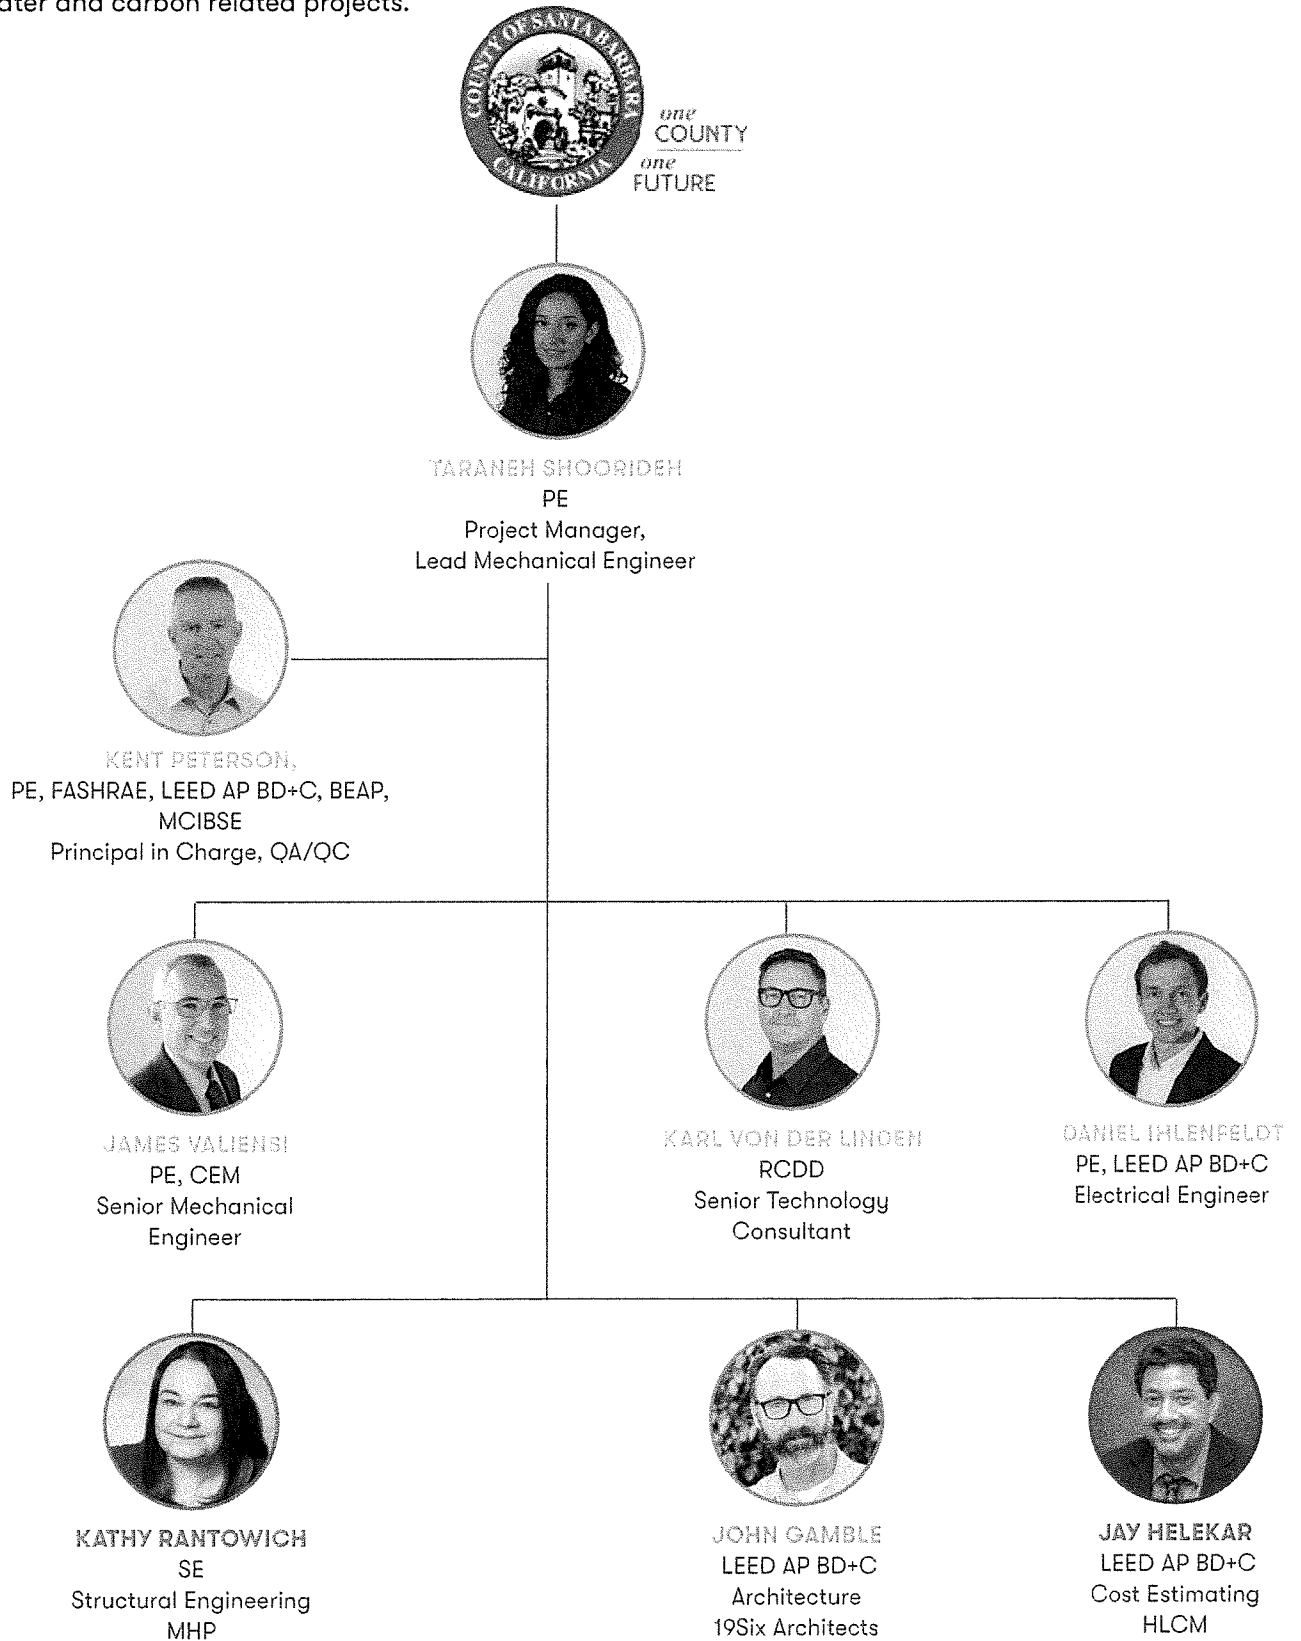 ater and carbon related projects.
COUNTY OF SANTA BARBARA
CALIFORNIA
one
COUNTY
one
FUTURE
TARANEH SHOORIDEH
PE
Project Manager,
Lead Mechanical Engineer
KENT PETERSON,
PE, FASHRAE, LEED AP BD+C, BEAP,
MCIBSE
Principal in Charge, QA/QC
JAMES VALIENSI
PE, CEM
Senior Mechanical
Engineer
KARL VON DER LINDEN
RCDD
Senior Technology
Consultant
DANIEL IHLENFELDT
PE, LEED AP BD+C
Electrical Engineer
KATHY RANTOWICH
SE
Structural Engineering
MHP
JOHN GAMBLE
LEED AP BD+C
Architecture
19Six Architects
JAY HELEKAR
LEED AP BD+C
Cost Estimating
HLCM